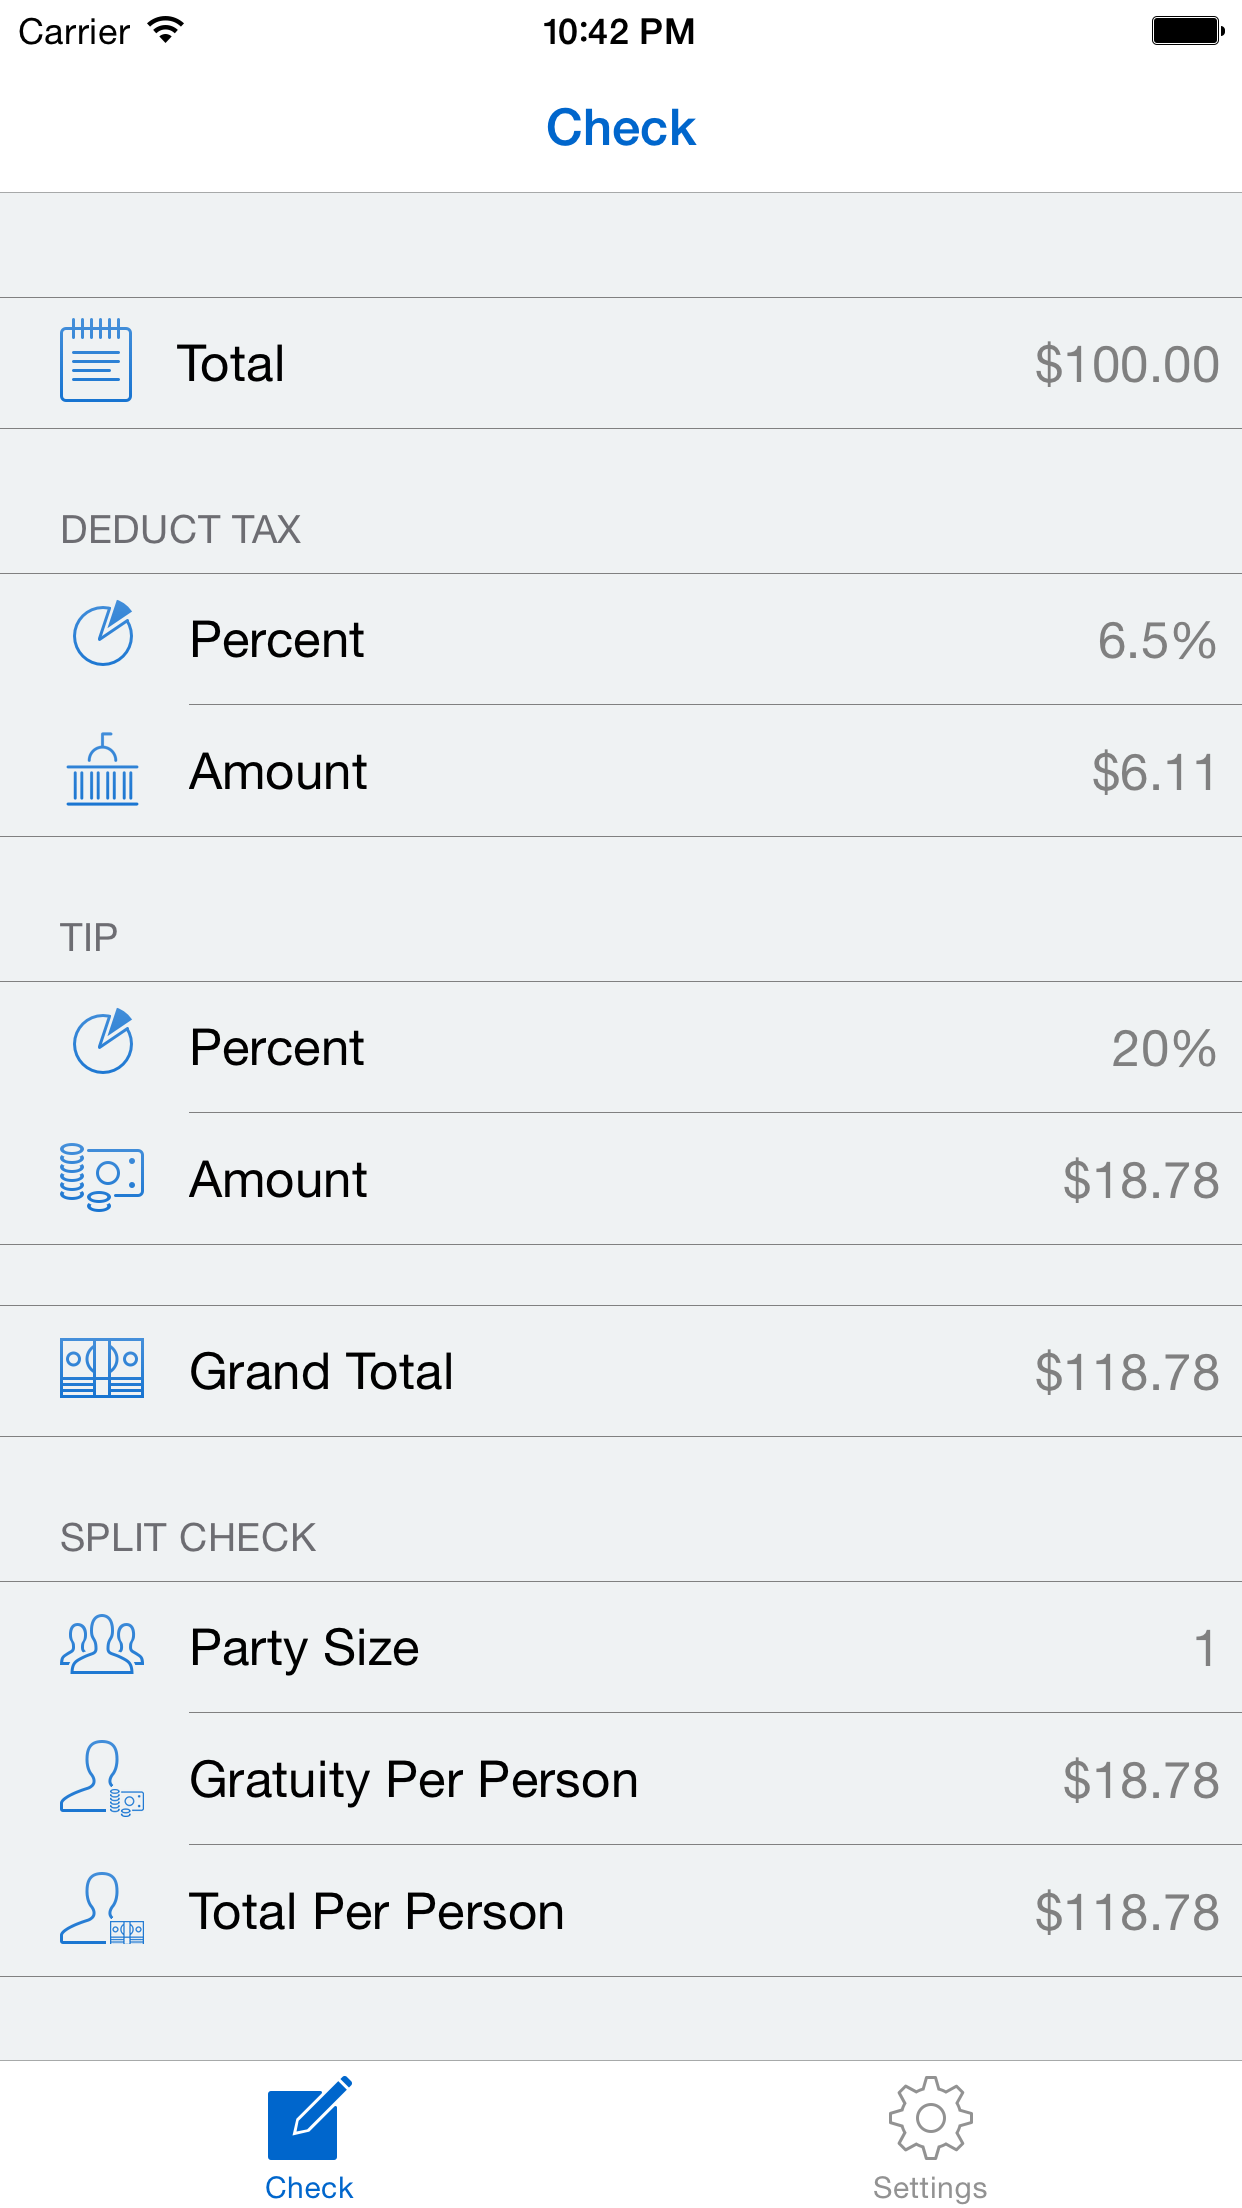 Carrier 10:42 PM
Check
Total $100.00
DEDUCT TAX
Percent 6.5%
Amount $6.11
TIP
Percent 20%
Amount $18.78
Grand Total $118.78
SPLIT CHECK
Party Size 1
Gratuity Per Person $18.78
Total Per Person $118.78
Check Settings